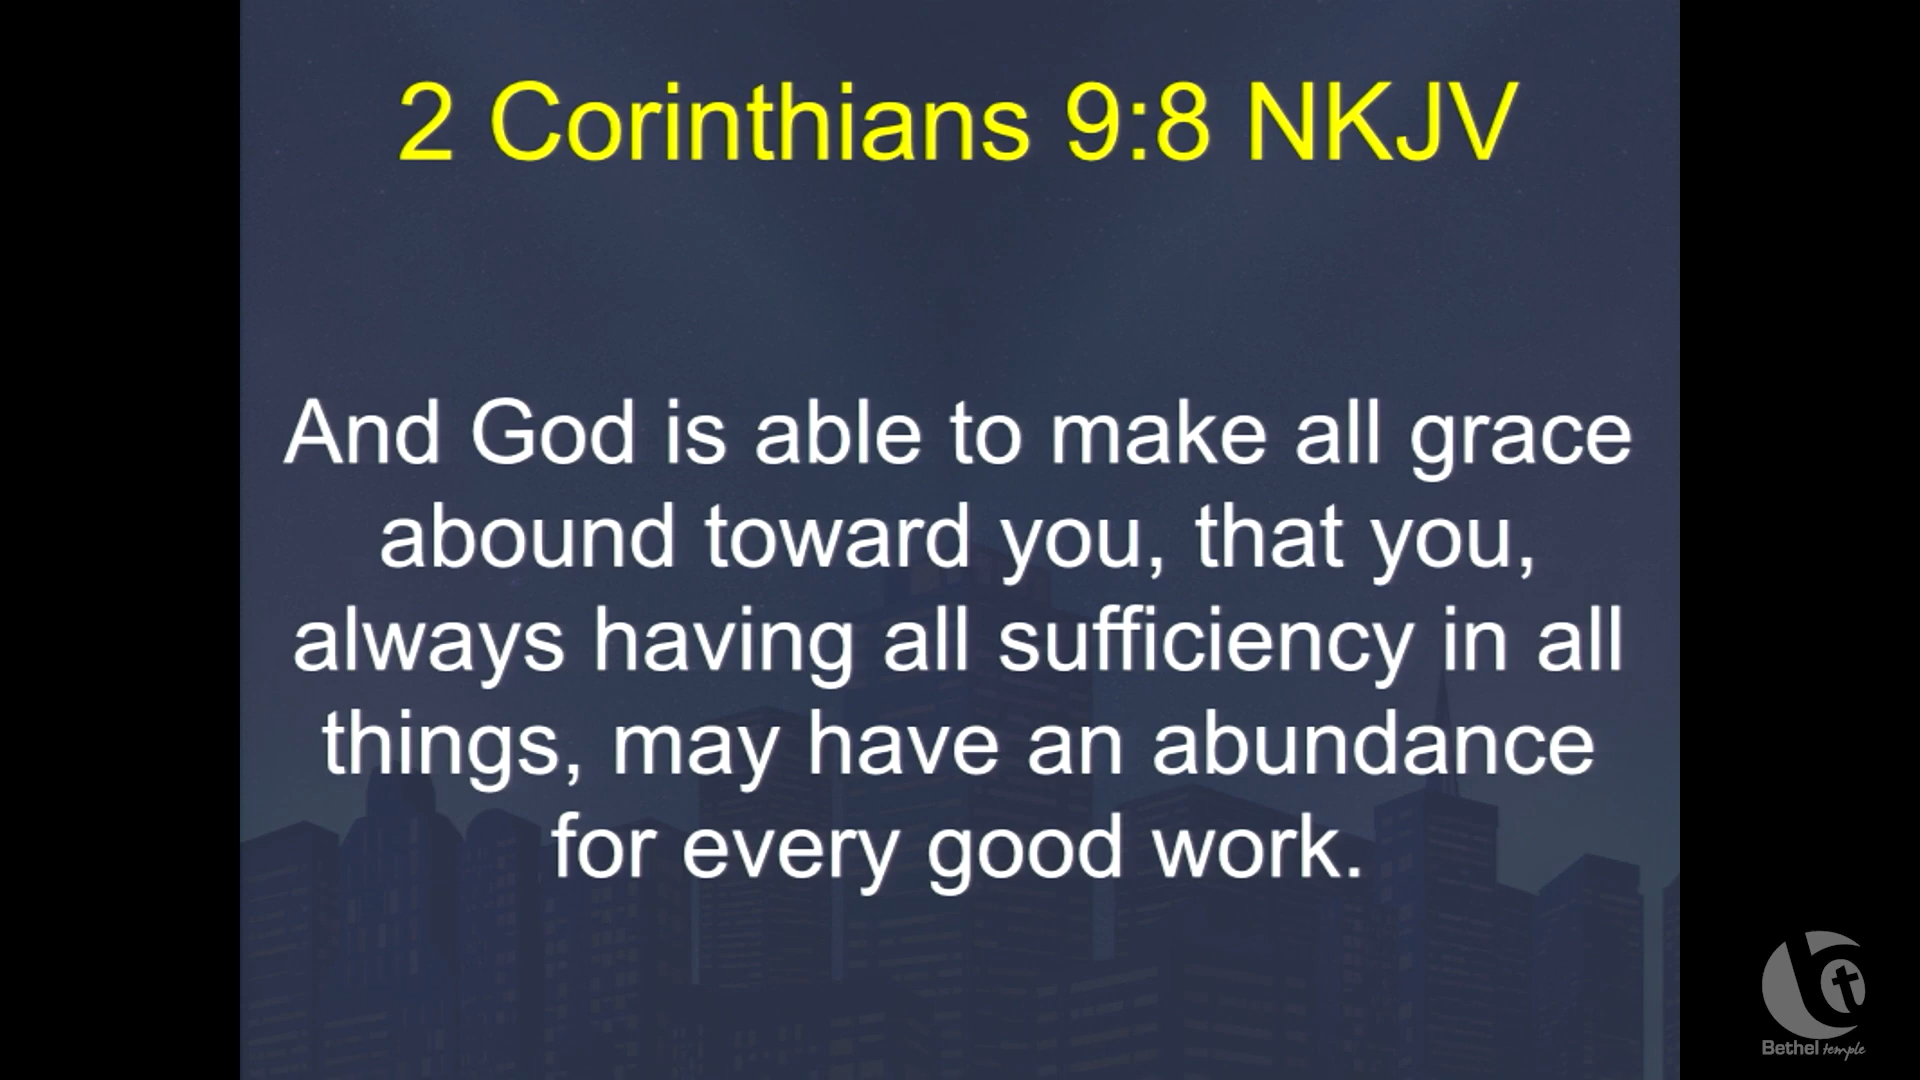 2 Corinthians 9:8 NKJV
And God is able to make all grace
abound toward you, that you,
always having all sufficiency in all
things, may have an abundance
for every good work.
Bethel temple